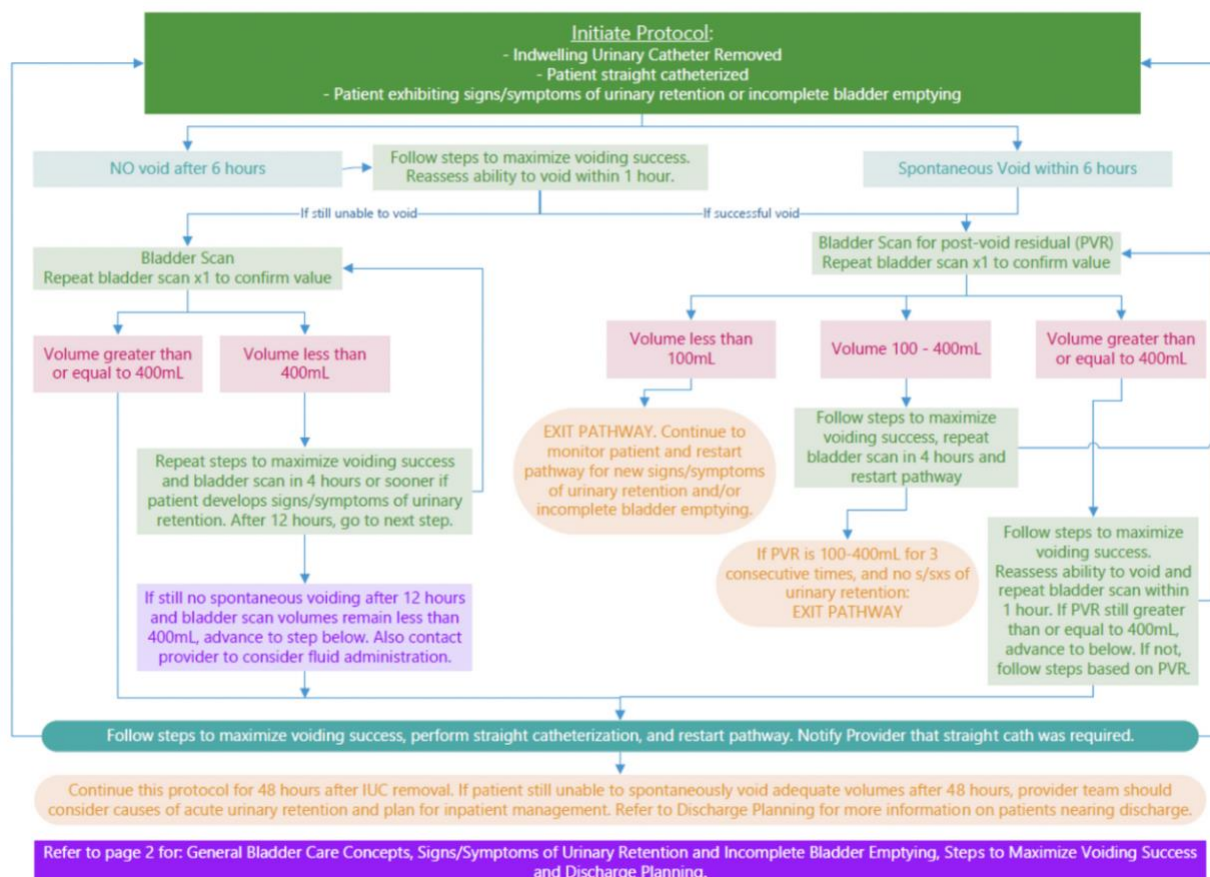 Initiate Protocol:
- Indwelling Urinary Catheter Removed
- Patient straight catheterized
- Patient exhibiting signs/symptoms of urinary retention or incomplete bladder emptying
NO void after 6 hours
Follow steps to maximize voiding success.
Reassess ability to void within 1 hour.
Spontaneous Void within 6 hours
If still unable to void
If successful void
Bladder Scan
Repeat bladder scan x1 to confirm value
Bladder Scan for post-void residual (PVR)
Repeat bladder scan x1 to confirm value
Volume greater than
or equal to 400mL
Volume less than
400mL
Volume less than
100mL
Volume 100 - 400mL
Volume greater than
or equal to 400mL
Repeat steps to maximize voiding success
and bladder scan in 4 hours or sooner if
patient develops signs/symptoms of urinary
retention. After 12 hours, go to next step.
EXIT PATHWAY. Continue to
monitor patient and restart
pathway for new signs/symptoms
of urinary retention and/or
incomplete bladder emptying.
Follow steps to maximize
voiding success, repeat
bladder scan in 4 hours and
restart pathway
If PVR is 100-400mL for 3
consecutive times, and no s/sxs of
urinary retention:
EXIT PATHWAY
Follow steps to maximize
voiding success.
Reassess ability to void and
repeat bladder scan within
1 hour. If PVR still greater
than or equal to 400mL,
advance to below. If not,
follow steps based on PVR.
If still no spontaneous voiding after 12 hours
and bladder scan volumes remain less than
400mL, advance to step below. Also contact
provider to consider fluid administration.
Follow steps to maximize voiding success, perform straight catheterization, and restart pathway. Notify Provider that straight cath was required.
Continue this protocol for 48 hours after IUC removal. If patient still unable to spontaneously void adequate volumes after 48 hours, provider team should
consider causes of acute urinary retention and plan for inpatient management. Refer to Discharge Planning for more information on patients nearing discharge.
Refer to page 2 for: General Bladder Care Concepts, Signs/Symptoms of Urinary Retention and Incomplete Bladder Emptying, Steps to Maximize Voiding Success
and Discharge Planning.